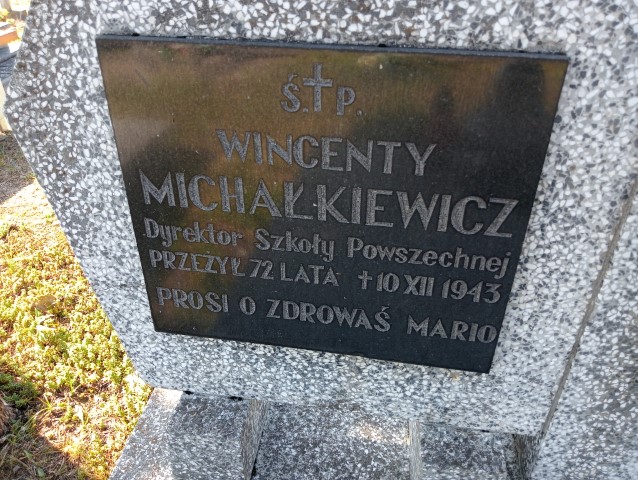 Ś.†P.
WINCENTY
MICHAŁKIEWICZ
Dyrektor Szkoły Powszechnej
PRZEŻYŁ 72 LATA †10 XII 1943
PROSI O ZDROWAŚ MARIO